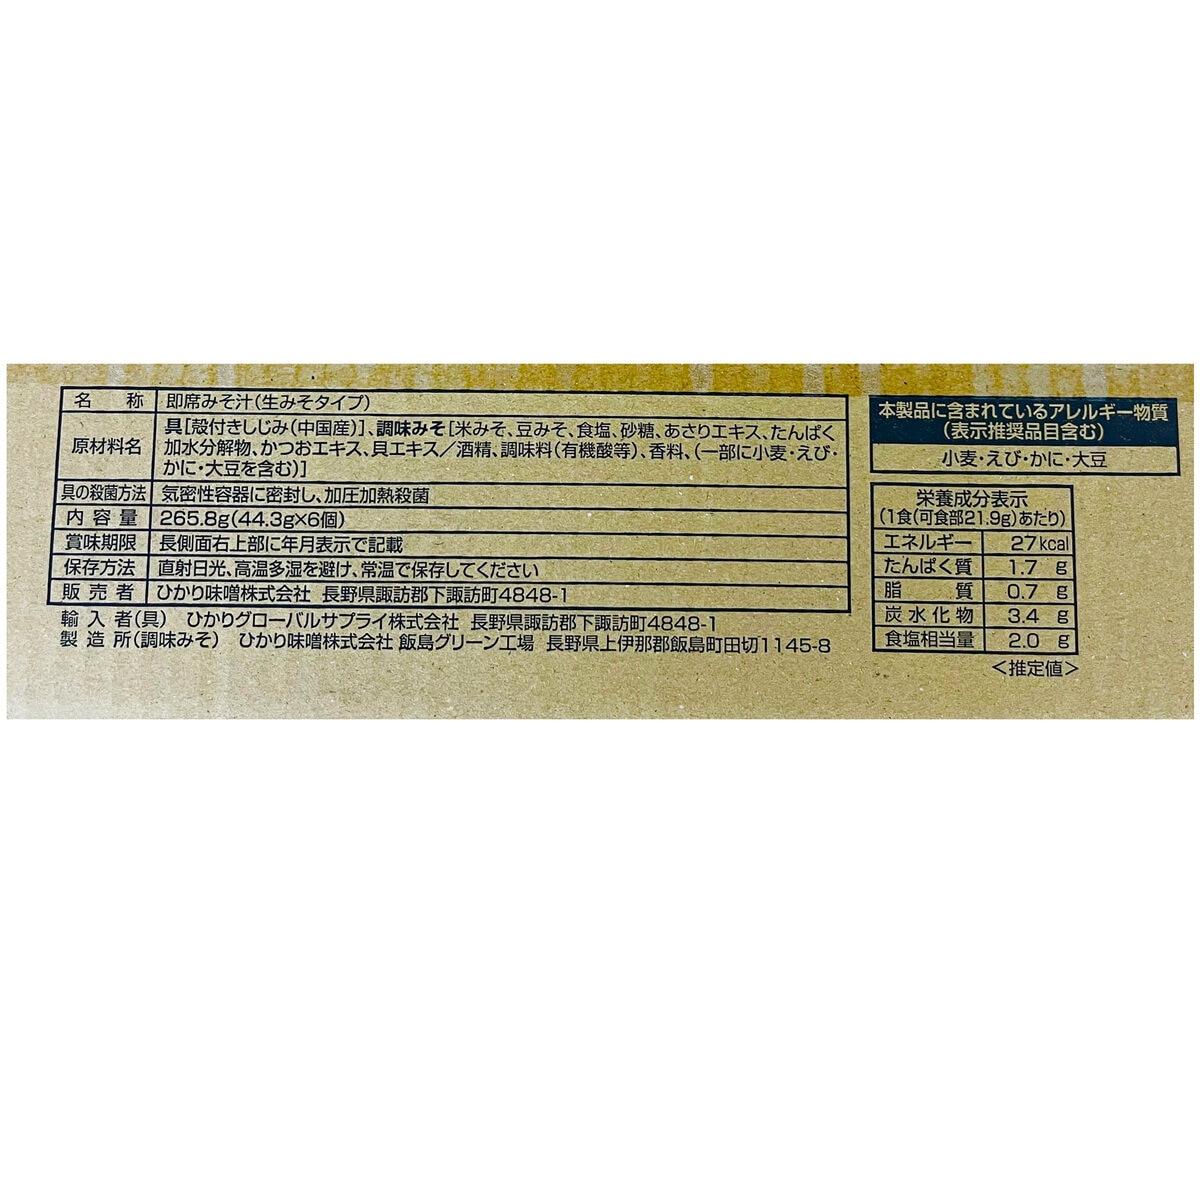 名 称 即席みそ汁(生みそタイプ)
原材料名 具[殻付きしじみ(中国産)]、調味みそ[米みそ、豆みそ、食塩、砂糖、あさりエキス、たんぱく
加水分解物、かつおエキス、貝エキス/酒精、調味料(有機酸等)、香料、(一部に小麦・えび・
かに・大豆を含む)]
具の殺菌方法 気密性容器に密封し、加圧加熱殺菌
内容量 265.8g(44.3g×6個)
賞味期限 長側面右上部に年月表示で記載
保存方法 直射日光、高温多湿を避け、常温で保存してください
販売者 ひかり味噌株式会社 長野県諏訪郡下諏訪町4848-1
輸入者(具) ひかりグローバルサプライ株式会社 長野県諏訪郡下諏訪町4848-1
製造所(調味みそ) ひかり味噌株式会社 飯島グリーン工場 長野県上伊那郡飯島町田切1145-8
本製品に含まれているアレルギー物質
(表示推奨品目含む)
小麦・えび・かに・大豆
栄養成分表示
(1食(可食部21.9g)あたり)
エネルギー 27kcal
たんぱく質 1.7 g
脂質 0.7 g
炭水化物 3.4 g
食塩相当量 2.0 g
<推定値>